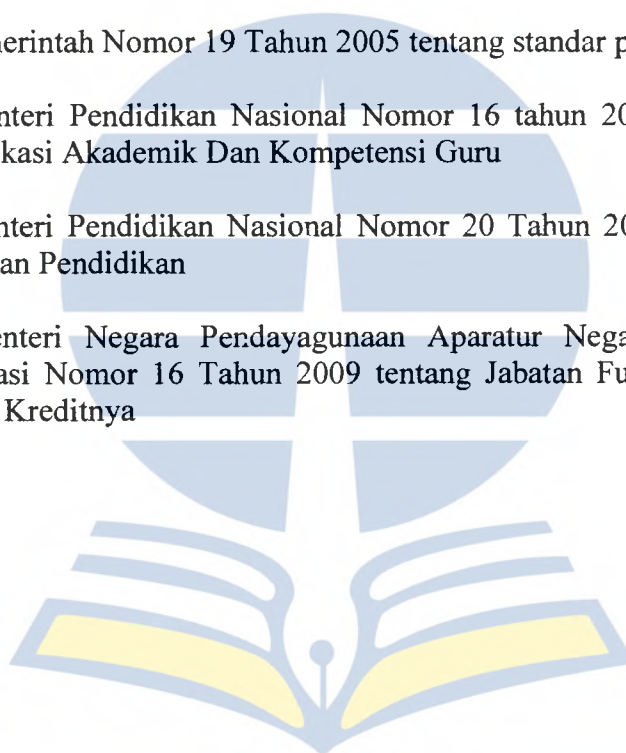 merintah Nomor 19 Tahun 2005 tentang standar p
nteri Pendidikan Nasional Nomor 16 tahun 20
kasi Akademik Dan Kompetensi Guru
nteri Pendidikan Nasional Nomor 20 Tahun 20
an Pendidikan
enteri Negara Pendayagunaan Aparatur Nega
asi Nomor 16 Tahun 2009 tentang Jabatan Fu
Kreditnya